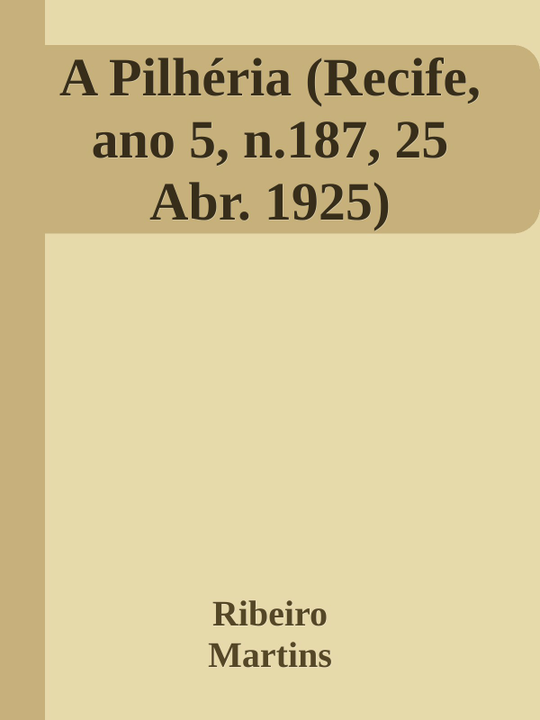 A Pilhéria (Recife,
ano 5, n.187, 25
Abr. 1925)
Ribeiro
Martins